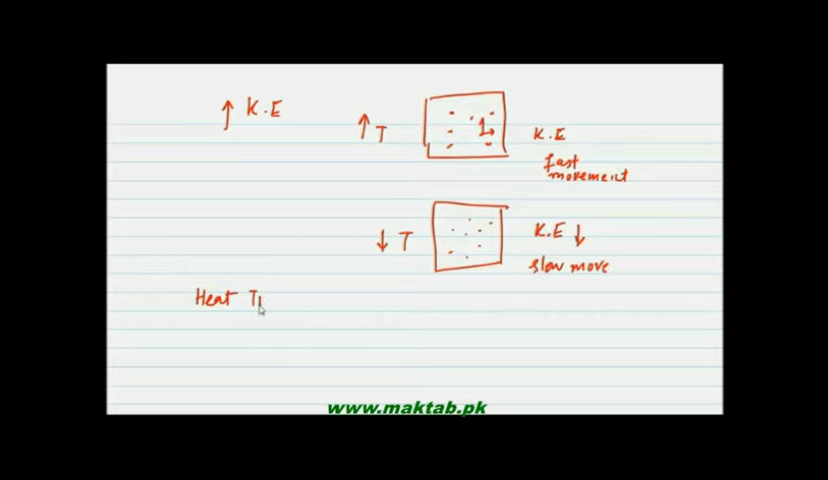 ↑ K.E
↑ T
K.E
fast
movement
↓ T
K.E ↓
slow move
Heat
www.maktab.pk